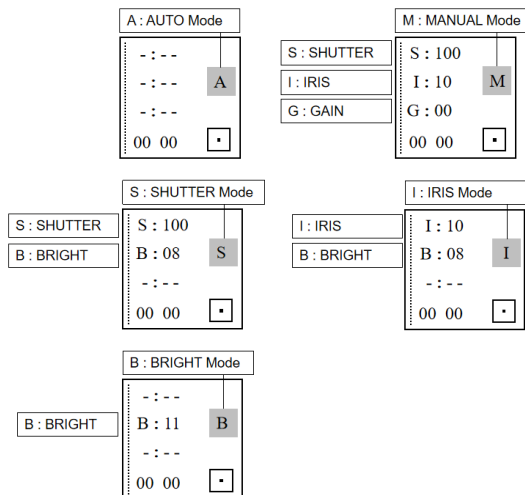 A : AUTO Mode
- : - -
- : - -
A
- : - -
00 00
M : MANUAL Mode
S : SHUTTER
S : 100
I : IRIS
I : 10
M
G : GAIN
G : 00
00 00
S : SHUTTER Mode
S : SHUTTER
S : 100
B : BRIGHT
B : 08
S
- : - -
00 00
I : IRIS Mode
I : IRIS
I : 10
B : BRIGHT
B : 08
I
- : - -
00 00
B : BRIGHT Mode
- : - -
B : BRIGHT
B : 11
B
- : - -
00 00